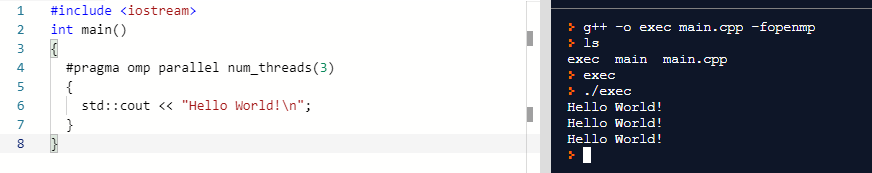 1 #include <iostream>
2 int main()
3 {
4   #pragma omp parallel num_threads(3)
5   {
6     std::cout << "Hello World!\n";
7   }
8 }
> g++ -o exec main.cpp -fopenmp
> ls
exec  main  main.cpp
> exec
> ./exec
Hello World!
Hello World!
Hello World!
>